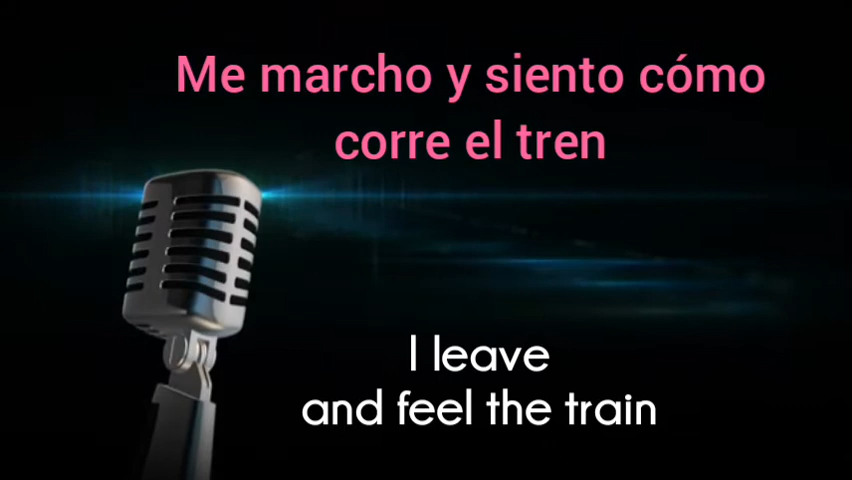 Me marcho y siento cómo
corre el tren
I leave
and feel the train